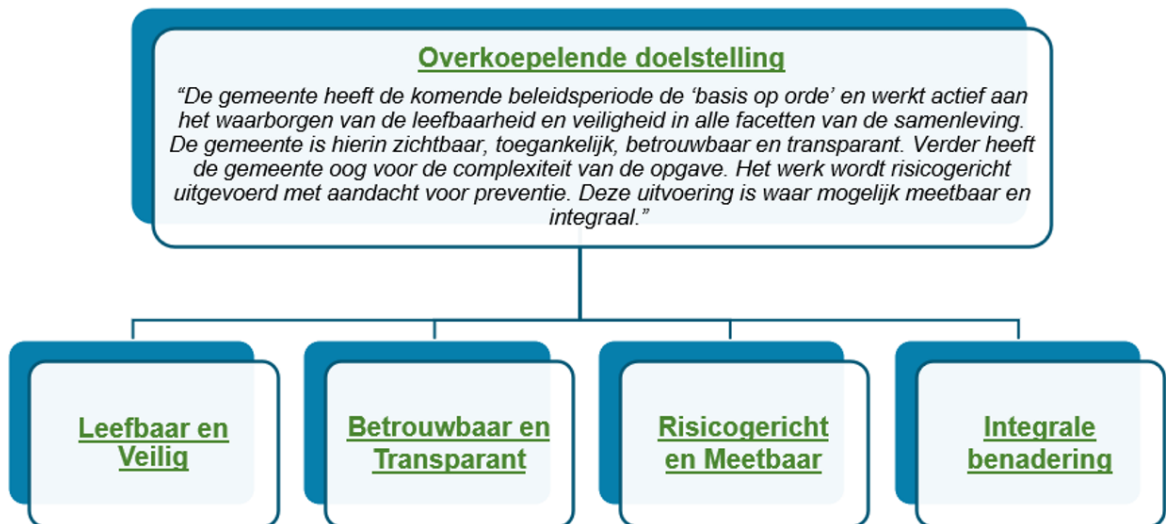 Overkoepelende doelstelling
“De gemeente heeft de komende beleidsperiode de ‘basis op orde’ en werkt actief aan
het waarborgen van de leefbaarheid en veiligheid in alle facetten van de samenleving.
De gemeente is hierin zichtbaar, toegankelijk, betrouwbaar en transparant. Verder heeft
de gemeente oog voor de complexiteit van de opgave. Het werk wordt risicogericht
uitgevoerd met aandacht voor preventie. Deze uitvoering is waar mogelijk meetbaar en
integraal.”
Leefbaar en
Veilig
Betrouwbaar en
Transparant
Risicogericht
en Meetbaar
Integrale
benadering